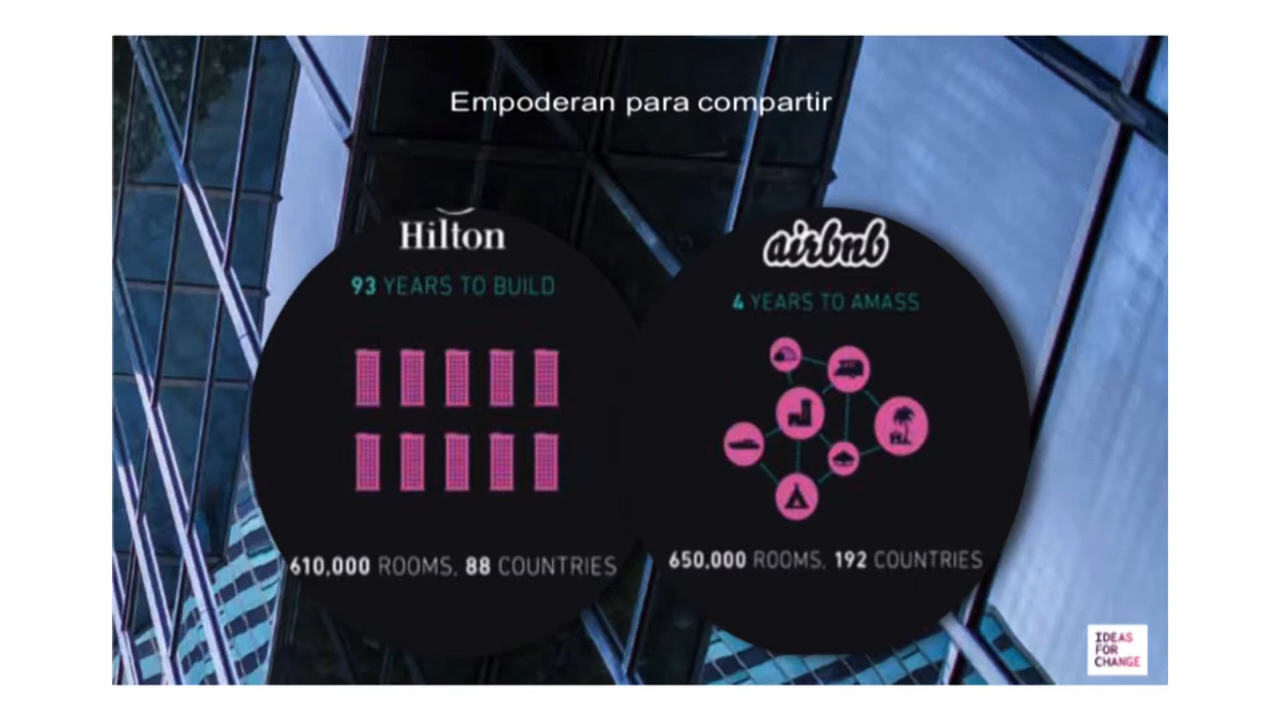 Empoderan para compartir
Hilton
93 YEARS TO BUILD
610,000 ROOMS, 88 COUNTRIES
airbnb
4 YEARS TO AMASS
650,000 ROOMS, 192 COUNTRIES
IDEAS
FOR
CHANGE